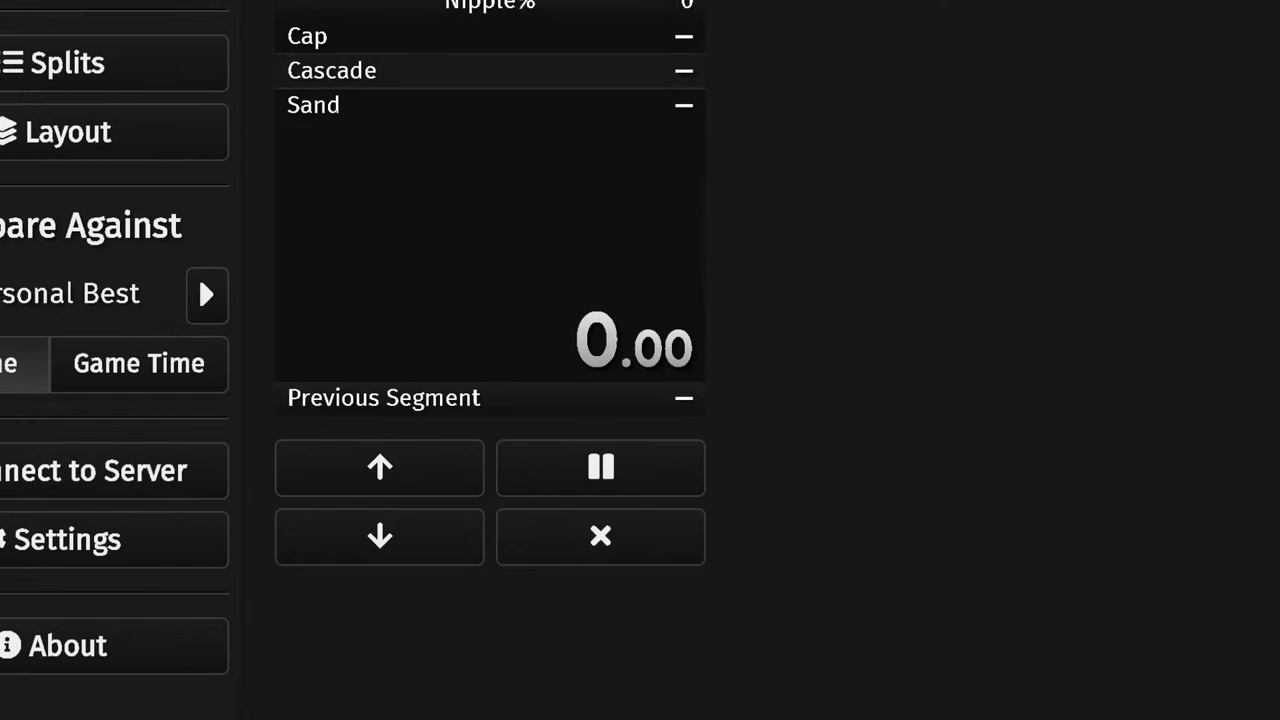 Nipple% 0
Cap —
Cascade —
Sand —
Splits
Layout
pare Against
rsonal Best
ne Game Time
0.00
Previous Segment —
nnect to Server
Settings
About